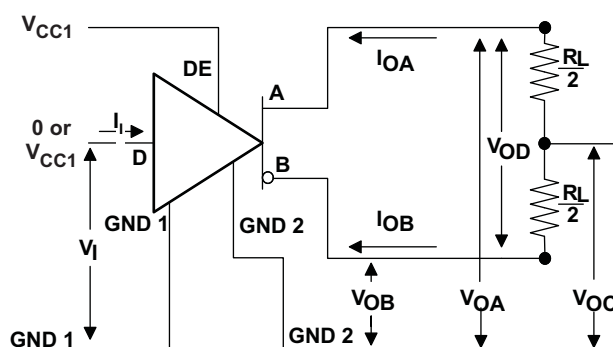 VCC1
DE
IOA
RL
2
A
0 or
VCC1
II
D
B
VOD
RL
2
GND 1
GND 2
IOB
VI
VOB
VOA
VOC
GND 1
GND 2